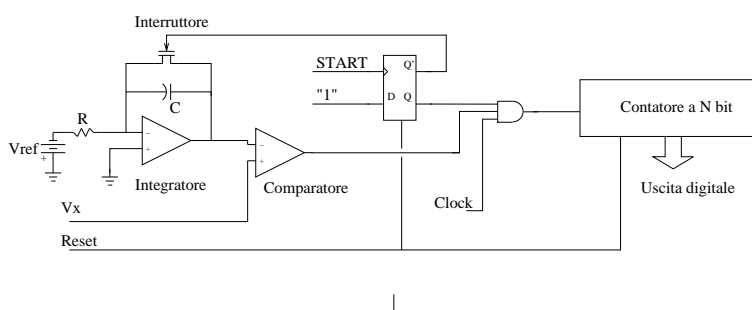 Interruttore
START
Q'
"1"
D
Q
C
R
Vref
+
-
+
Integratore
-
+
Comparatore
Contatore a N bit
Uscita digitale
Clock
Vx
Reset